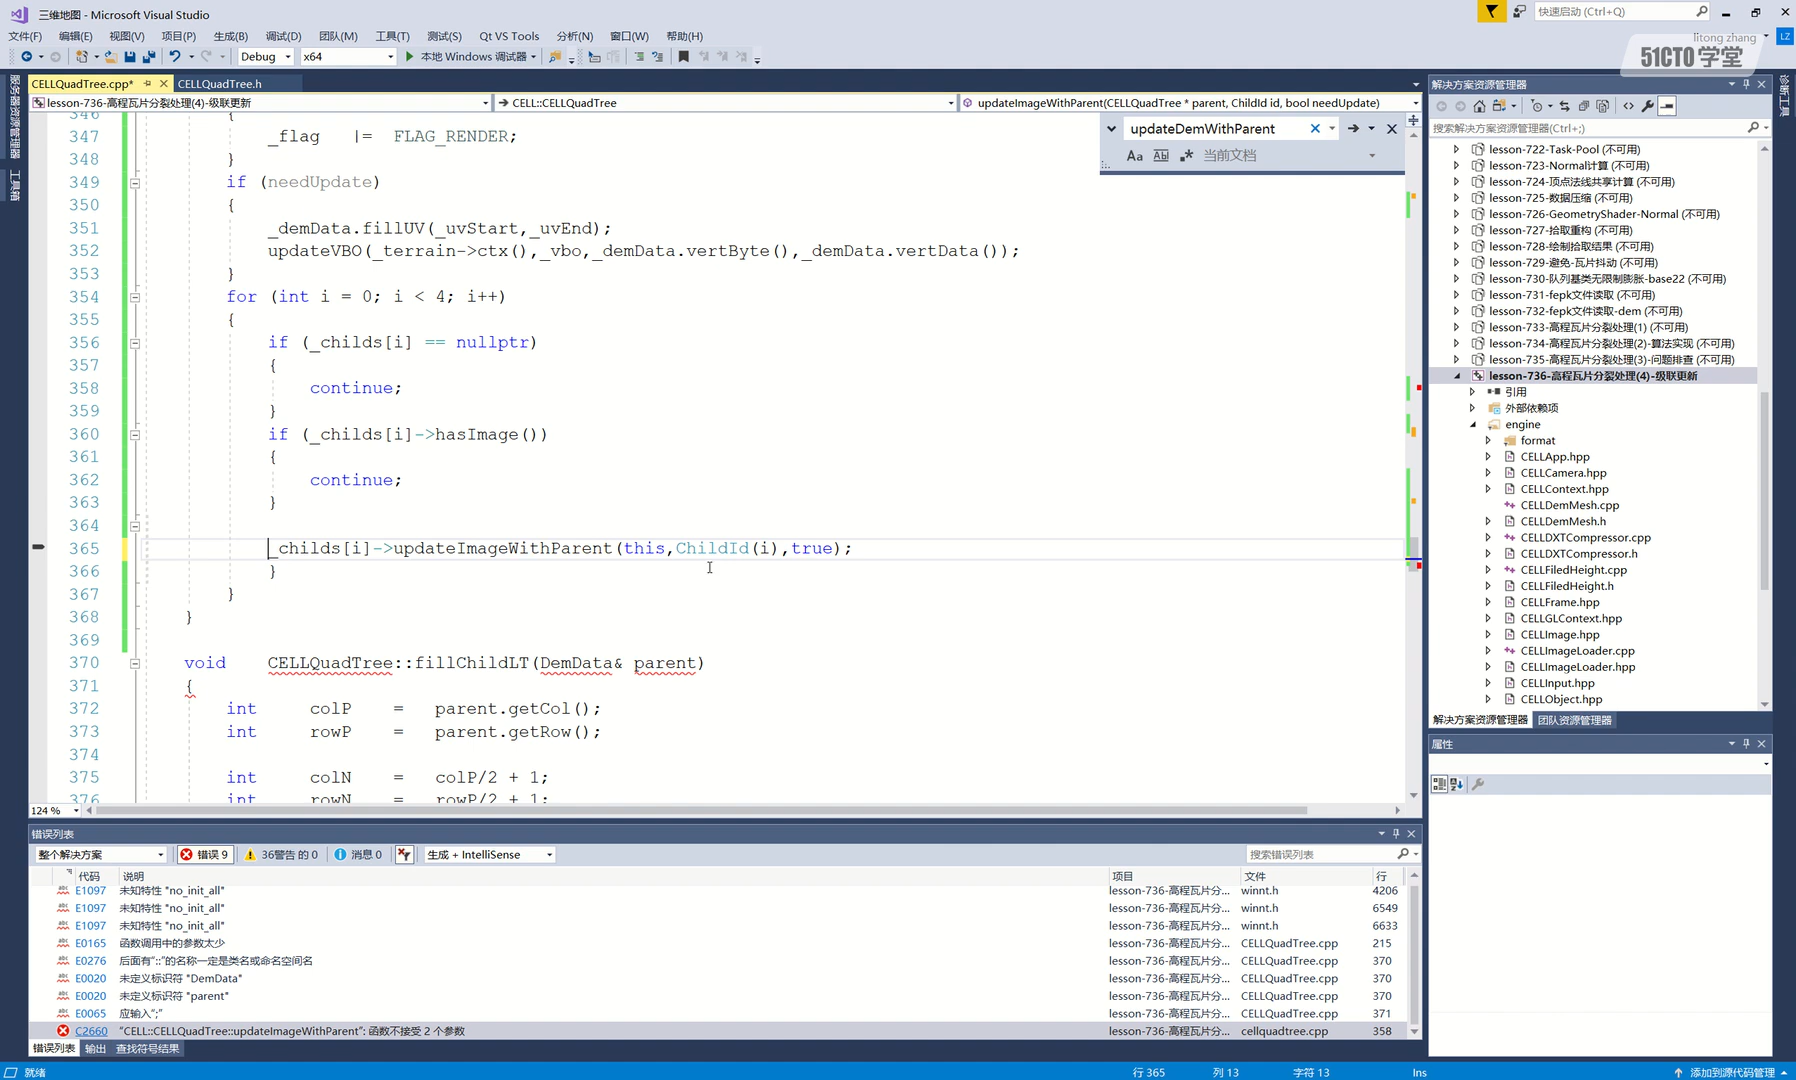 三维地图 - Microsoft Visual Studio
快速启动 (Ctrl+Q)
文件(F) 编辑(E) 视图(V) 项目(P) 生成(B) 调试(D) 团队(M) 工具(T) 测试(S) Qt VS Tools 分析(N) 窗口(W) 帮助(H)
litong zhang
LZ
51CTO学堂
Debug x64 本地 Windows 调试器
服务器资源管理器
工具箱
诊断工具
CELLQuadTree.cpp* CELLQuadTree.h
lesson-736-高程瓦片分裂处理(4)-级联更新 CELL::CELLQuadTree updateImageWithParent(CELLQuadTree * parent, ChildId id, bool needUpdate)
updateDemWithParent
Aa Ab 当前文档
346 {
347 _flag |= FLAG_RENDER;
348 }
349 if (needUpdate)
350 {
351 _demData.fillUV(_uvStart,_uvEnd);
352 updateVBO(_terrain->ctx(),_vbo,_demData.vertByte(),_demData.vertData());
353 }
354 for (int i = 0; i < 4; i++)
355 {
356 if (_childs[i] == nullptr)
357 {
358 continue;
359 }
360 if (_childs[i]->hasImage())
361 {
362 continue;
363 }
364
365 _childs[i]->updateImageWithParent(this,ChildId(i),true);
366 }
367 }
368 }
369
370 void CELLQuadTree::fillChildLT(DemData& parent)
371 {
372 int colP = parent.getCol();
373 int rowP = parent.getRow();
374
375 int colN = colP/2 + 1;
376 int rowN = rowP/2 + 1;
124 %
解决方案资源管理器
搜索解决方案资源管理器(Ctrl+;)
lesson-722-Task-Pool (不可用)
lesson-723-Normal计算 (不可用)
lesson-724-顶点法线共享计算 (不可用)
lesson-725-数据压缩 (不可用)
lesson-726-GeometryShader-Normal (不可用)
lesson-727-拾取重构 (不可用)
lesson-728-绘制拾取结果 (不可用)
lesson-729-避免-瓦片抖动 (不可用)
lesson-730-队列基类无限制膨胀-base22 (不可用)
lesson-731-fepk文件读取 (不可用)
lesson-732-fepk文件读取-dem (不可用)
lesson-733-高程瓦片分裂处理(1) (不可用)
lesson-734-高程瓦片分裂处理(2)-算法实现 (不可用)
lesson-735-高程瓦片分裂处理(3)-问题排查 (不可用)
lesson-736-高程瓦片分裂处理(4)-级联更新
引用
外部依赖项
engine
format
CELLApp.hpp
CELLCamera.hpp
CELLContext.hpp
CELLDemMesh.cpp
CELLDemMesh.h
CELLDXTCompressor.cpp
CELLDXTCompressor.h
CELLFiledHeight.cpp
CELLFiledHeight.h
CELLFrame.hpp
CELLGLContext.hpp
CELLImage.hpp
CELLImageLoader.cpp
CELLImageLoader.hpp
CELLInput.hpp
CELLObject.hpp
解决方案资源管理器 团队资源管理器
属性
错误列表
整个解决方案 错误 9 36警告 的 0 消息 0 生成 + IntelliSense
搜索错误列表
代码 说明 项目 文件 行
E1097 未知特性 "no_init_all" lesson-736-高程瓦片分... winnt.h 4206
E1097 未知特性 "no_init_all" lesson-736-高程瓦片分... winnt.h 6549
E1097 未知特性 "no_init_all" lesson-736-高程瓦片分... winnt.h 6633
E0165 函数调用中的参数太少 lesson-736-高程瓦片分... CELLQuadTree.cpp 215
E0276 后面有"::"的名称一定是类名或命名空间名 lesson-736-高程瓦片分... CELLQuadTree.cpp 370
E0020 未定义标识符 "DemData" lesson-736-高程瓦片分... CELLQuadTree.cpp 370
E0020 未定义标识符 "parent" lesson-736-高程瓦片分... CELLQuadTree.cpp 370
E0065 应输入";" lesson-736-高程瓦片分... CELLQuadTree.cpp 371
C2660 "CELL::CELLQuadTree::updateImageWithParent": 函数不接受 2 个参数 lesson-736-高程瓦片分... cellquadtree.cpp 358
错误列表 输出 查找符号结果
就绪 行 365 列 13 字符 13 Ins 添加到源代码管理